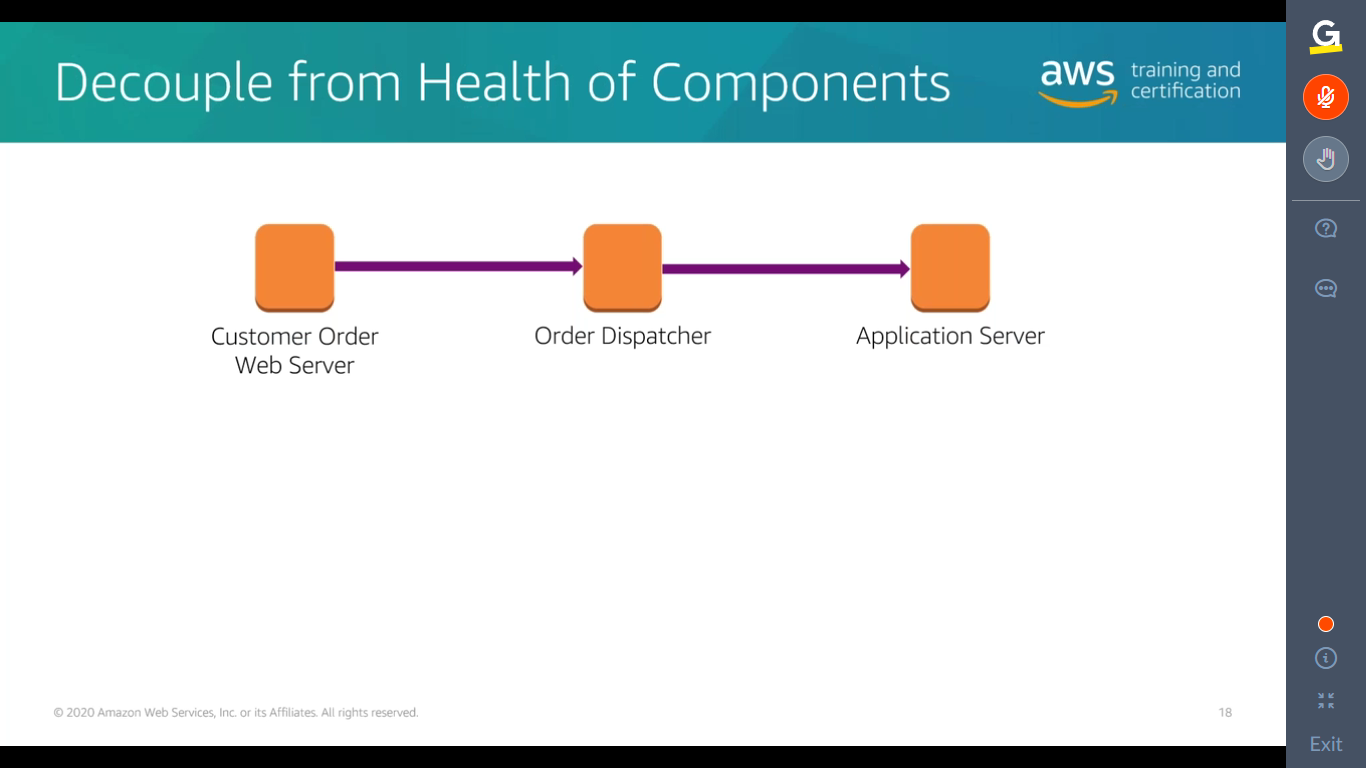 Decouple from Health of Components
aws training and
certification
Customer Order
Web Server
Order Dispatcher
Application Server
© 2020 Amazon Web Services, Inc. or its Affiliates. All rights reserved.
18
G
Exit